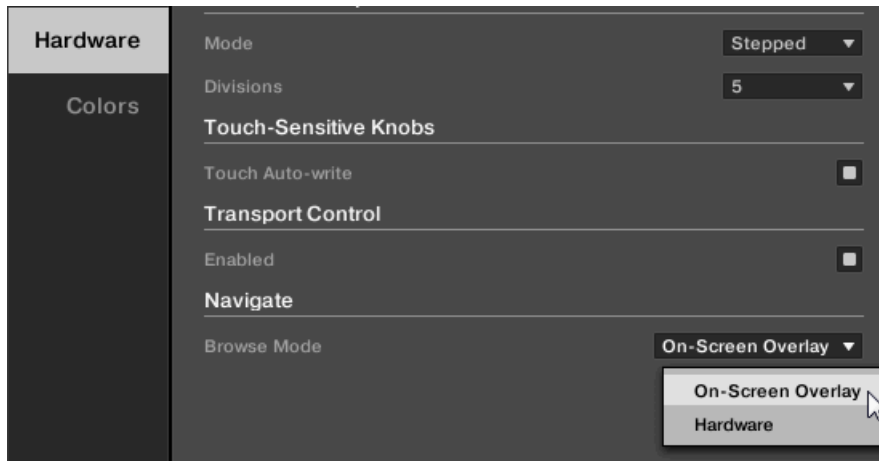 Hardware
Colors
Mode
Stepped
Divisions
5
Touch-Sensitive Knobs
Touch Auto-write
Transport Control
Enabled
Navigate
Browse Mode
On-Screen Overlay
On-Screen Overlay
Hardware